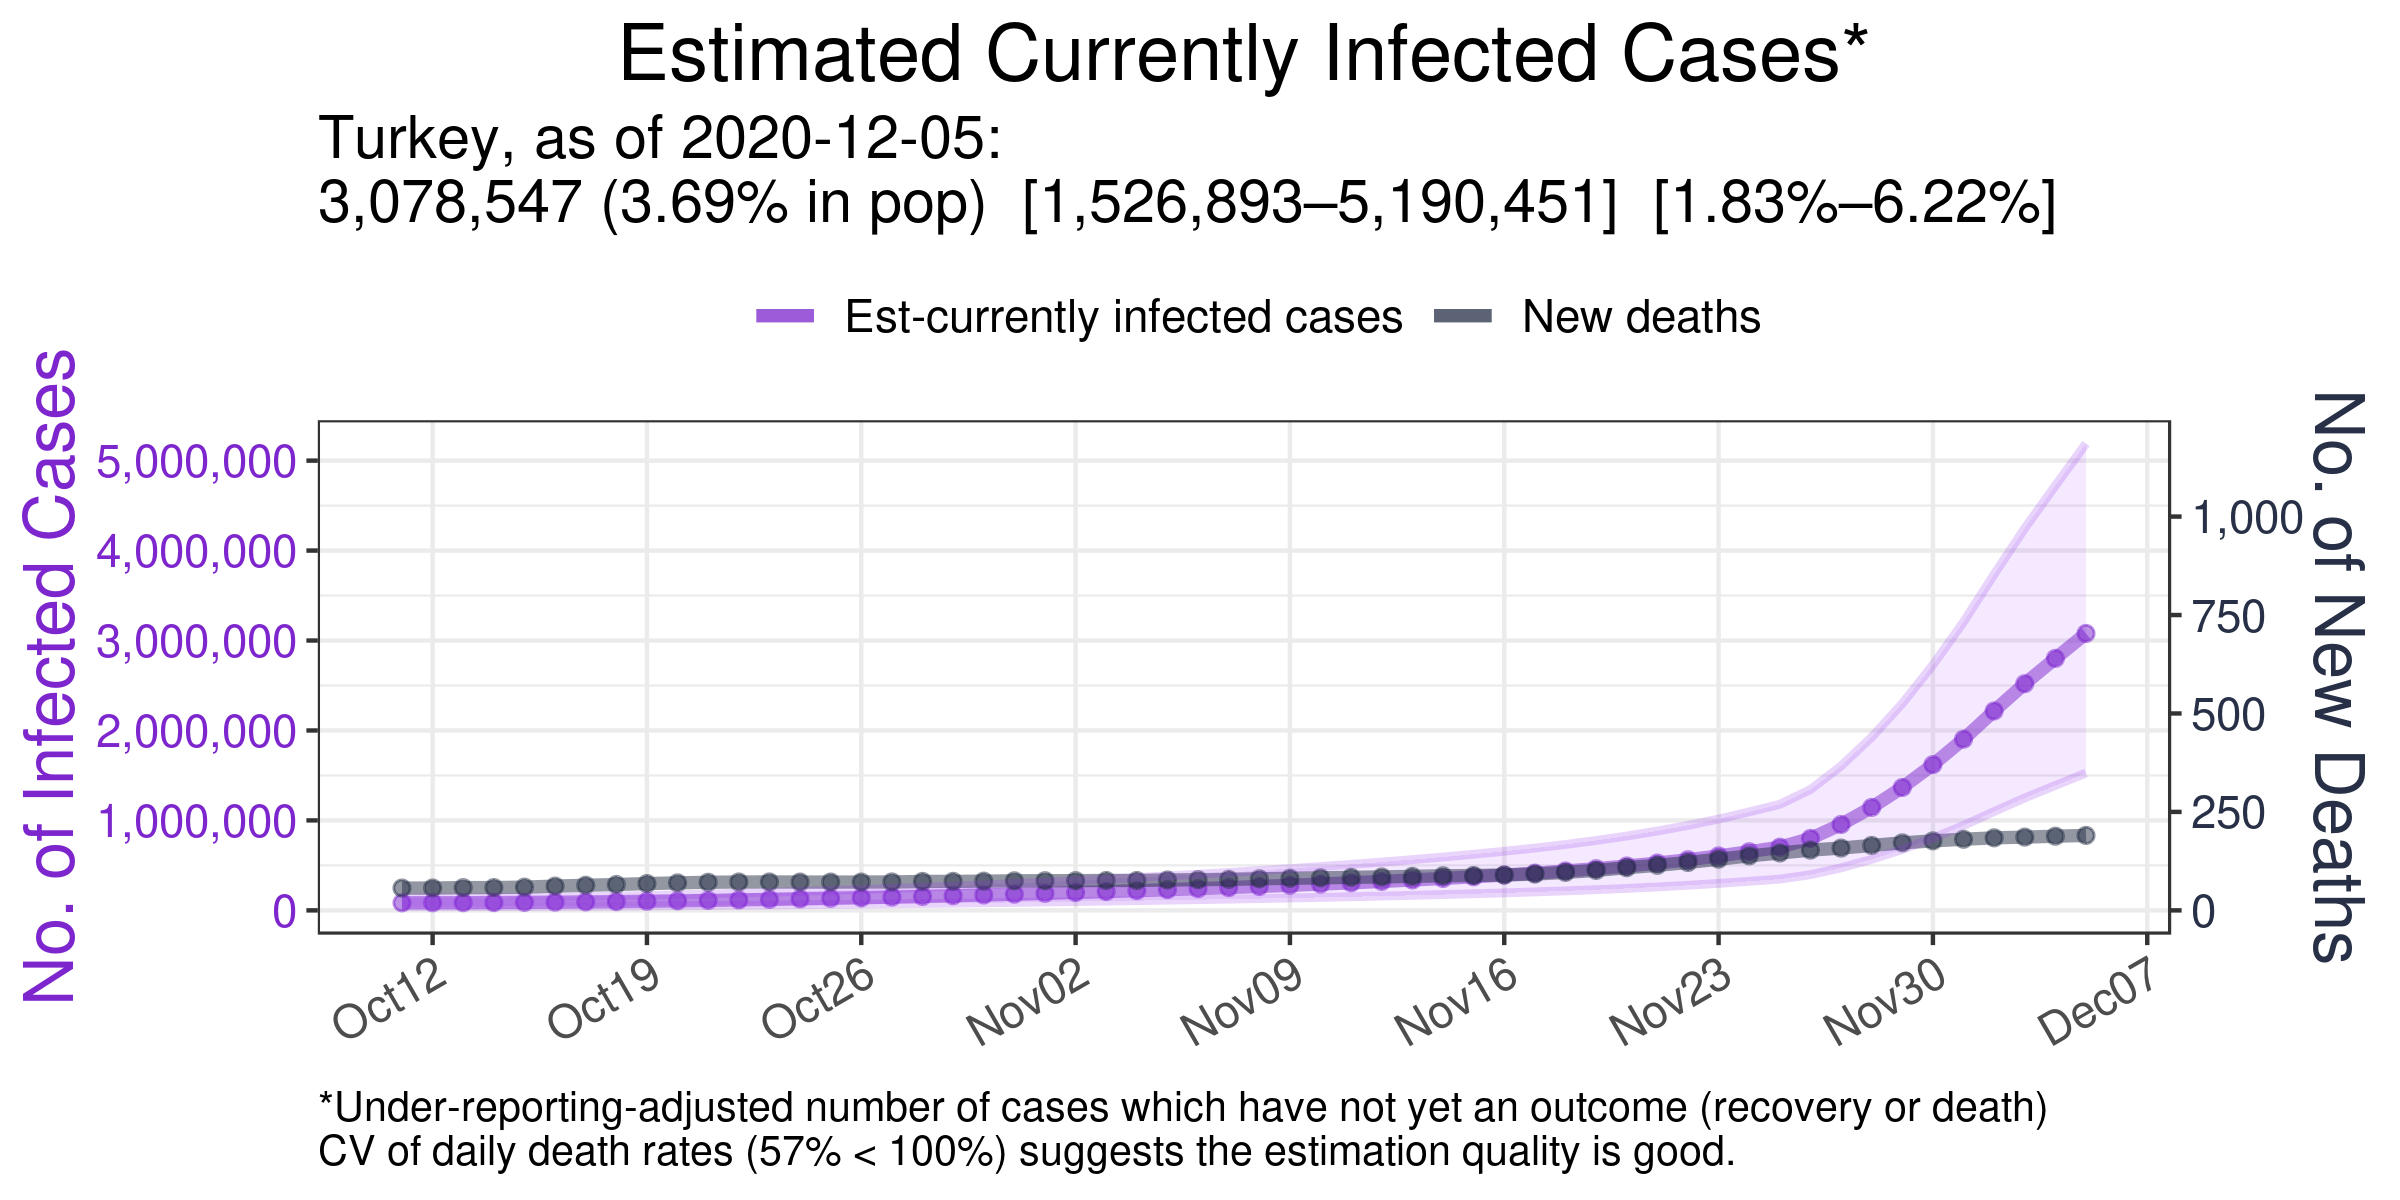 Estimated Currently Infected Cases*
Turkey, as of 2020-12-05:
3,078,547 (3.69% in pop) [1,526,893–5,190,451] [1.83%–6.22%]
Est-currently infected cases New deaths
No. of Infected Cases
5,000,000
4,000,000
3,000,000
2,000,000
1,000,000
0
1,000
750
500
250
0
No. of New Deaths
Oct12 Oct19 Oct26 Nov02 Nov09 Nov16 Nov23 Nov30 Dec07
*Under-reporting-adjusted number of cases which have not yet an outcome (recovery or death)
CV of daily death rates (57% < 100%) suggests the estimation quality is good.